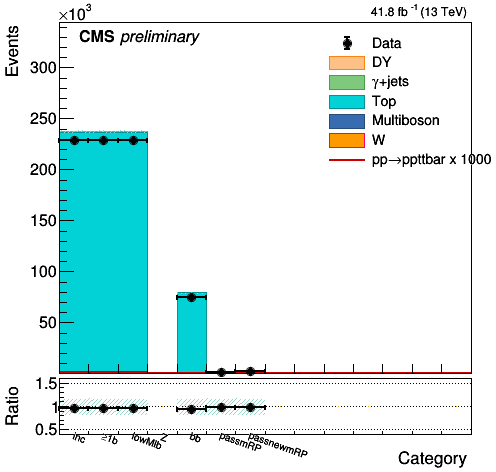 ×10³
41.8 fb⁻¹ (13 TeV)
Events
CMS preliminary
Data
DY
γ+jets
Top
Multiboson
W
pp→ppttbar x 1000
300
250
200
150
100
50
Ratio
1.5
1
0.5
inc
≥1b
lowMlb
Z
bb
passmRP
passnewmRP
Category